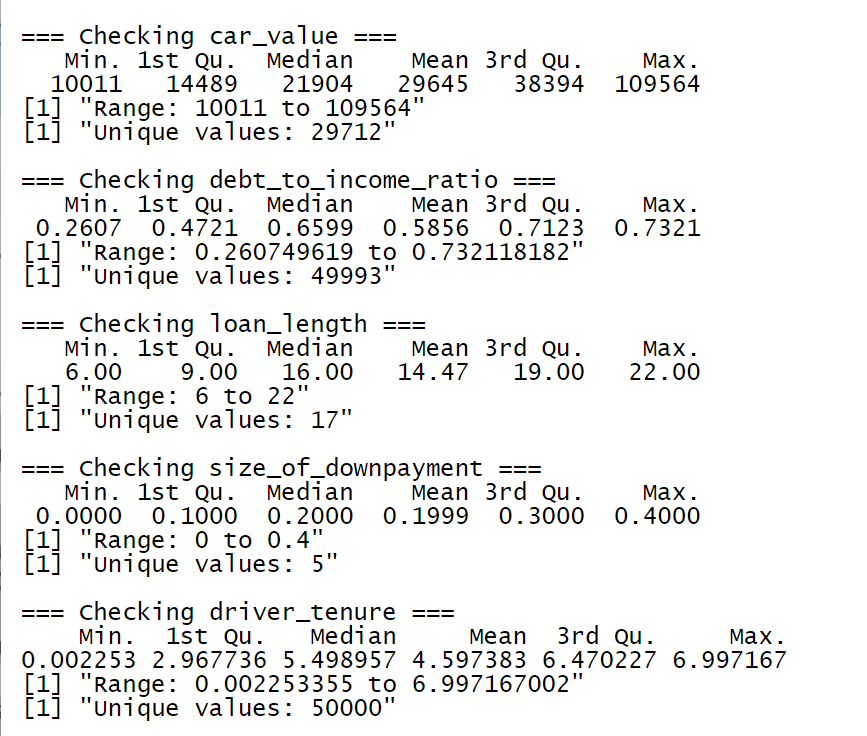 === Checking car_value ===
   Min. 1st Qu.  Median    Mean 3rd Qu.    Max.
  10011   14489   21904   29645   38394  109564
[1] "Range: 10011 to 109564"
[1] "Unique values: 29712"

=== Checking debt_to_income_ratio ===
   Min. 1st Qu.  Median    Mean 3rd Qu.    Max.
 0.2607  0.4721  0.6599  0.5856  0.7123  0.7321
[1] "Range: 0.260749619 to 0.732118182"
[1] "Unique values: 49993"

=== Checking loan_length ===
   Min. 1st Qu.  Median    Mean 3rd Qu.    Max.
   6.00    9.00   16.00   14.47   19.00   22.00
[1] "Range: 6 to 22"
[1] "Unique values: 17"

=== Checking size_of_downpayment ===
   Min. 1st Qu.  Median    Mean 3rd Qu.    Max.
 0.0000  0.1000  0.2000  0.1999  0.3000  0.4000
[1] "Range: 0 to 0.4"
[1] "Unique values: 5"

=== Checking driver_tenure ===
    Min.  1st Qu.   Median     Mean  3rd Qu.     Max.
0.002253 2.967736 5.498957 4.597383 6.470227 6.997167
[1] "Range: 0.002253355 to 6.997167002"
[1] "Unique values: 50000"